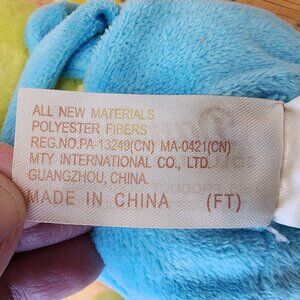 ALL NEW MATERIALS
POLYESTER FIBERS
REG.NO.PA-13249(CN) MA-0421(CN)
MTY INTERNATIONAL CO., LTD.
GUANGZHOU, CHINA.
MADE IN CHINA (FT)